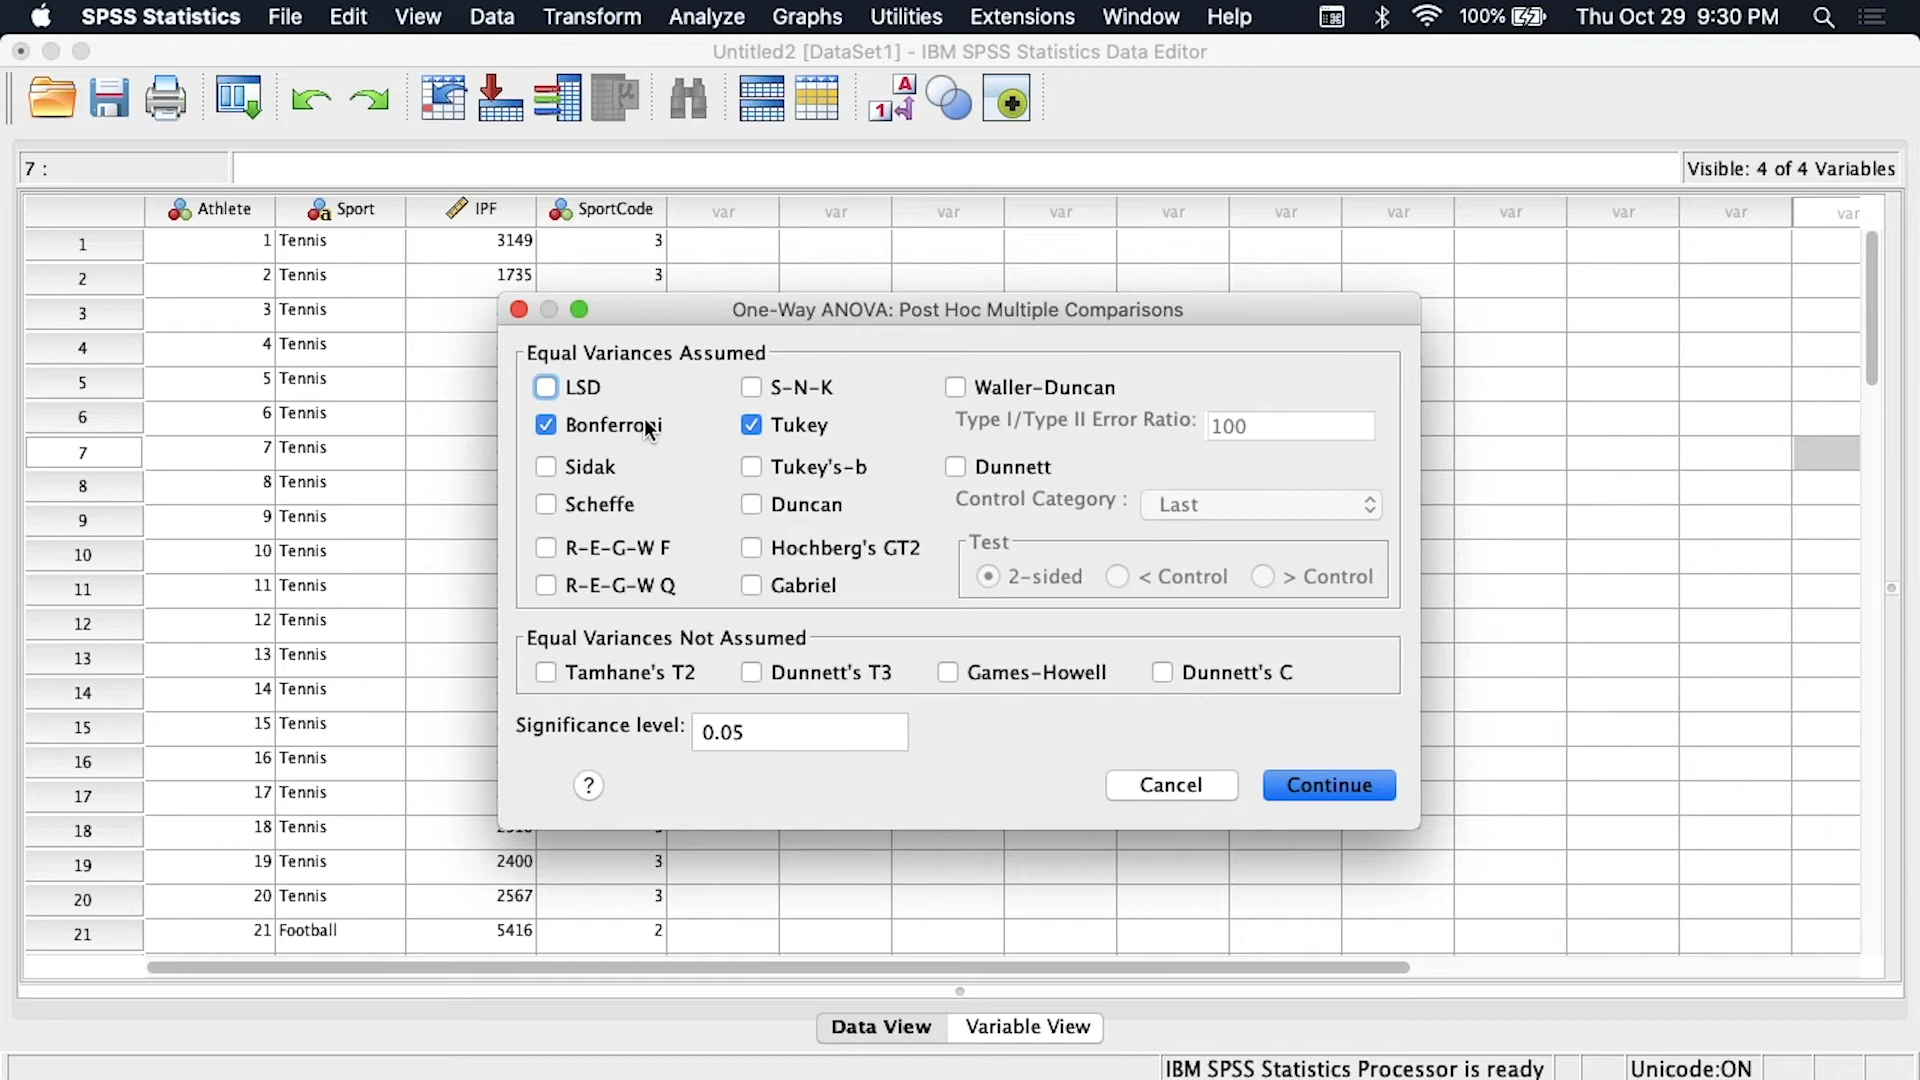 SPSS Statistics File Edit View Data Transform Analyze Graphs Utilities Extensions Window Help 100% Thu Oct 29 9:30 PM
Untitled2 [DataSet1] - IBM SPSS Statistics Data Editor
7 : Visible: 4 of 4 Variables
Athlete Sport IPF SportCode var var var var var var var var var var var
1 1 Tennis 3149 3
2 2 Tennis 1735 3
3 3 Tennis
4 4 Tennis
5 5 Tennis
6 6 Tennis
7 7 Tennis
8 8 Tennis
9 9 Tennis
10 10 Tennis
11 11 Tennis
12 12 Tennis
13 13 Tennis
14 14 Tennis
15 15 Tennis
16 16 Tennis
17 17 Tennis
18 18 Tennis
19 19 Tennis 2400 3
20 20 Tennis 2567 3
21 21 Football 5416 2
One-Way ANOVA: Post Hoc Multiple Comparisons
Equal Variances Assumed
LSD S-N-K Waller-Duncan
Bonferroni Tukey Type I/Type II Error Ratio: 100
Sidak Tukey's-b Dunnett
Scheffe Duncan Control Category : Last
R-E-G-W F Hochberg's GT2 Test
R-E-G-W Q Gabriel 2-sided < Control > Control
Equal Variances Not Assumed
Tamhane's T2 Dunnett's T3 Games-Howell Dunnett's C
Significance level: 0.05
? Cancel Continue
Data View Variable View
IBM SPSS Statistics Processor is ready Unicode:ON